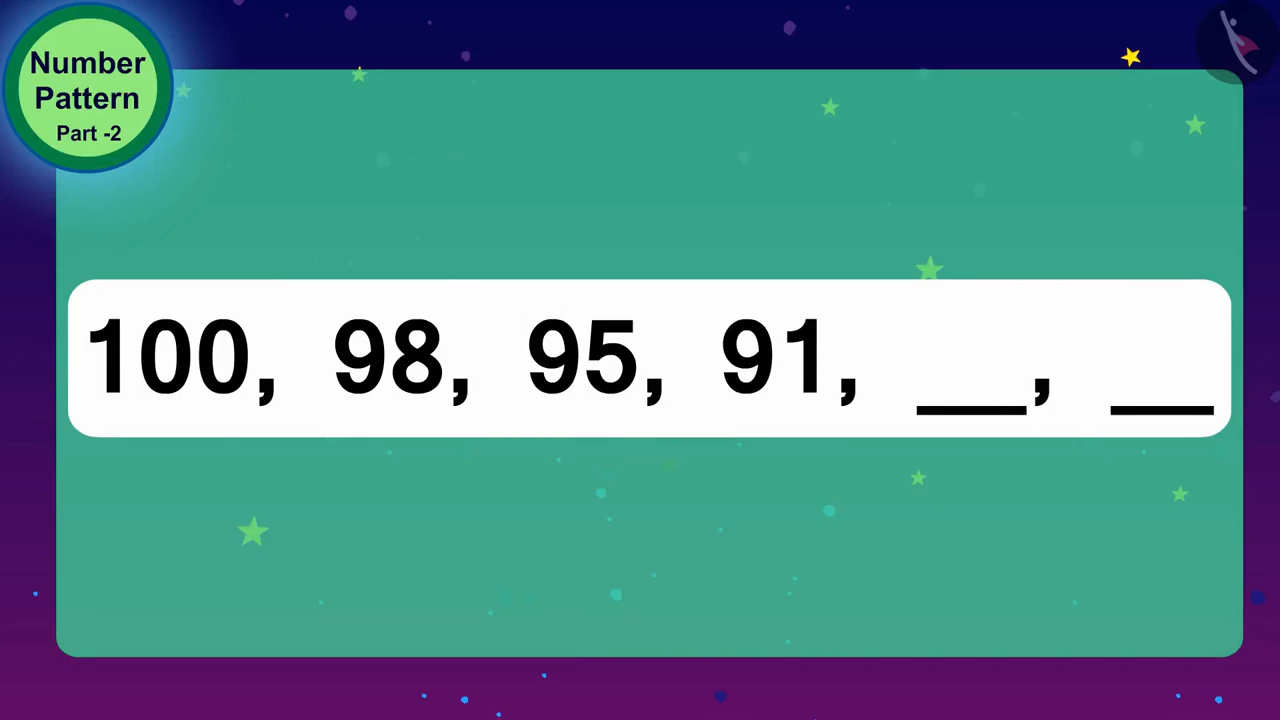 Number
Pattern
Part -2
100, 98, 95, 91, __, __